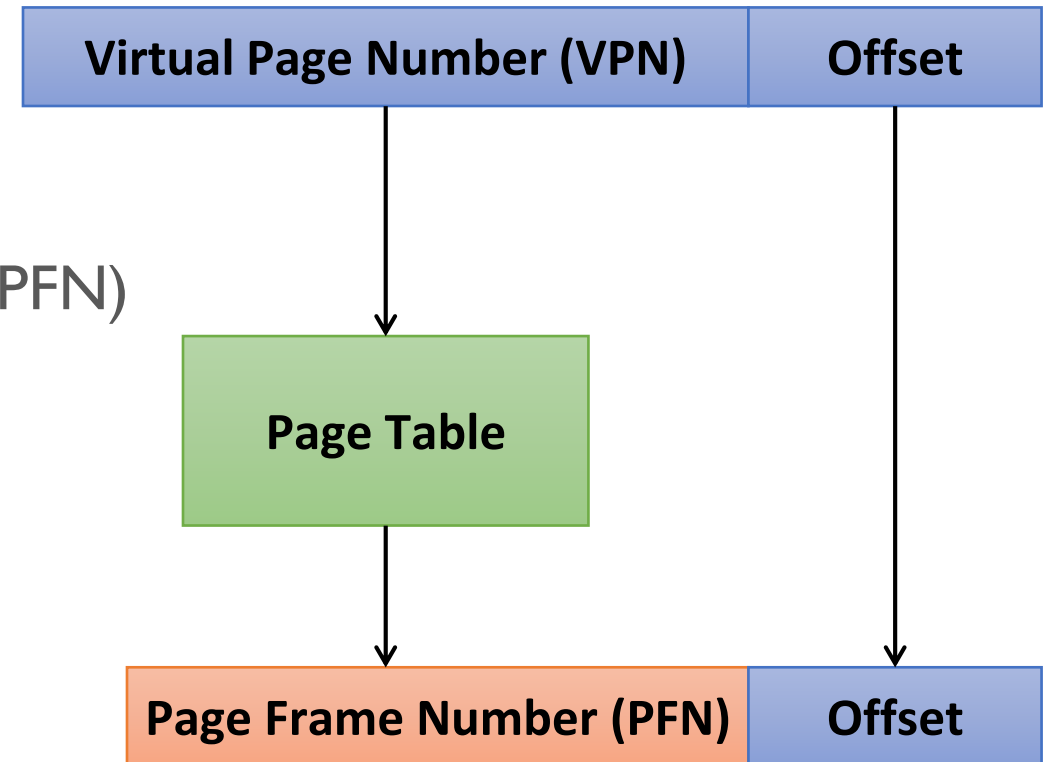 Virtual Page Number (VPN) Offset
PFN)
Page Table
Page Frame Number (PFN) Offset